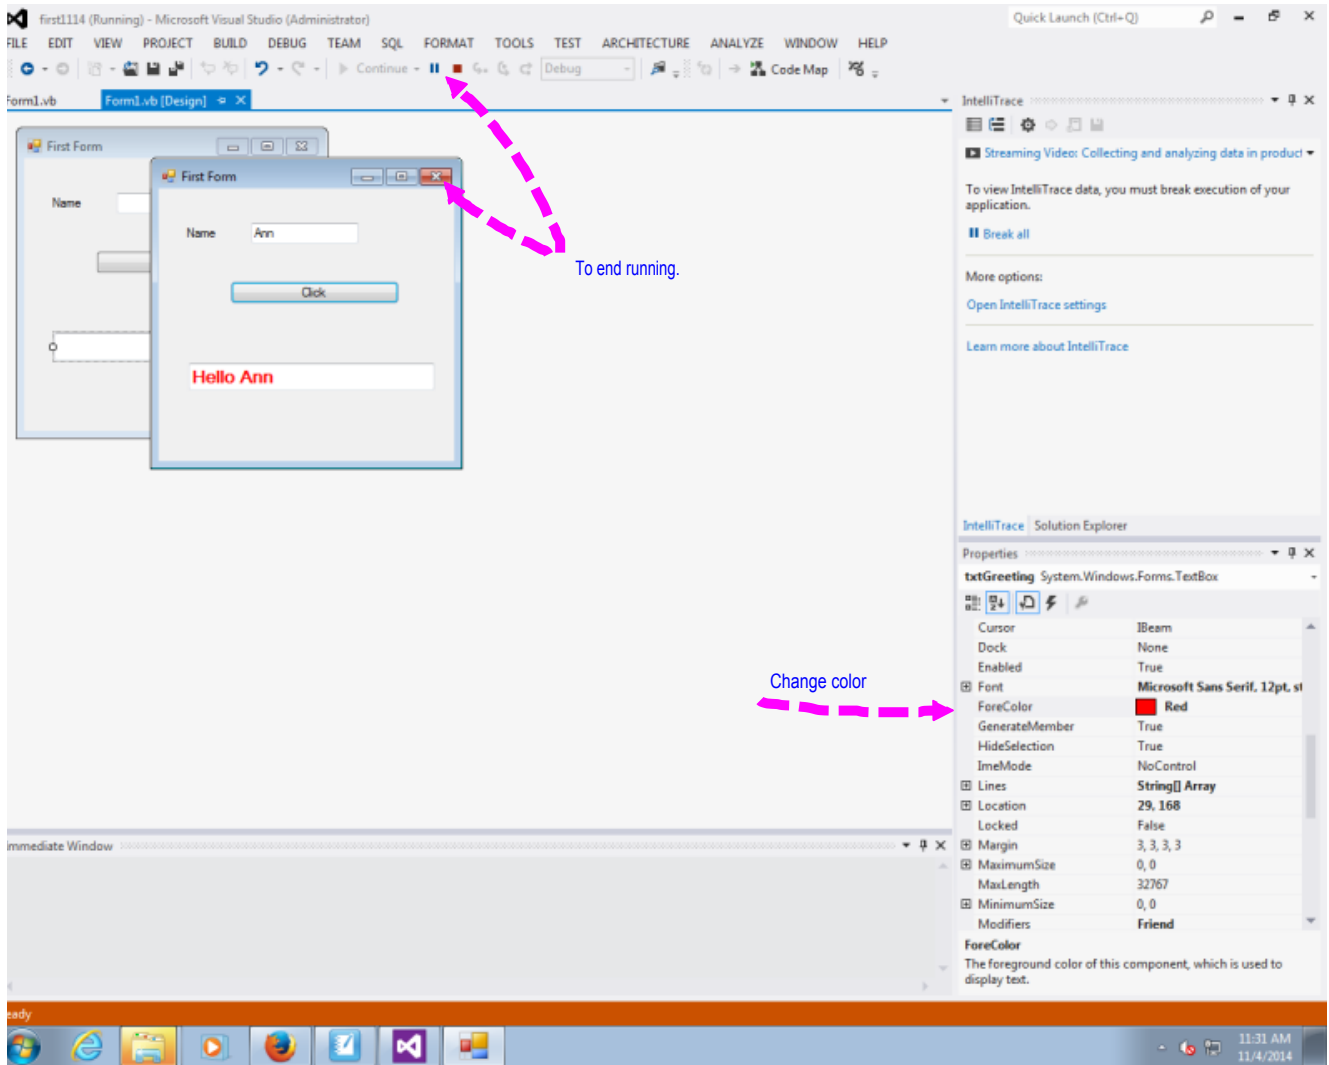 first1114 (Running) - Microsoft Visual Studio (Administrator)
Quick Launch (Ctrl+Q)
FILE EDIT VIEW PROJECT BUILD DEBUG TEAM SQL FORMAT TOOLS TEST ARCHITECTURE ANALYZE WINDOW HELP
Continue Debug Code Map
Form1.vb Form1.vb [Design]
First Form
Name
First Form
Name Ann
Click
Hello Ann
To end running.
Change color
IntelliTrace
Streaming Video: Collecting and analyzing data in product
To view IntelliTrace data, you must break execution of your
application.
Break all
More options:
Open IntelliTrace settings
Learn more about IntelliTrace
IntelliTrace Solution Explorer
Properties
txtGreeting System.Windows.Forms.TextBox
Cursor IBeam
Dock None
Enabled True
Font Microsoft Sans Serif, 12pt, st
ForeColor Red
GenerateMember True
HideSelection True
ImeMode NoControl
Lines String[] Array
Location 29, 168
Locked False
Margin 3, 3, 3, 3
MaximumSize 0, 0
MaxLength 32767
MinimumSize 0, 0
Modifiers Friend
ForeColor
The foreground color of this component, which is used to
display text.
Immediate Window
eady
11:31 AM
11/4/2014